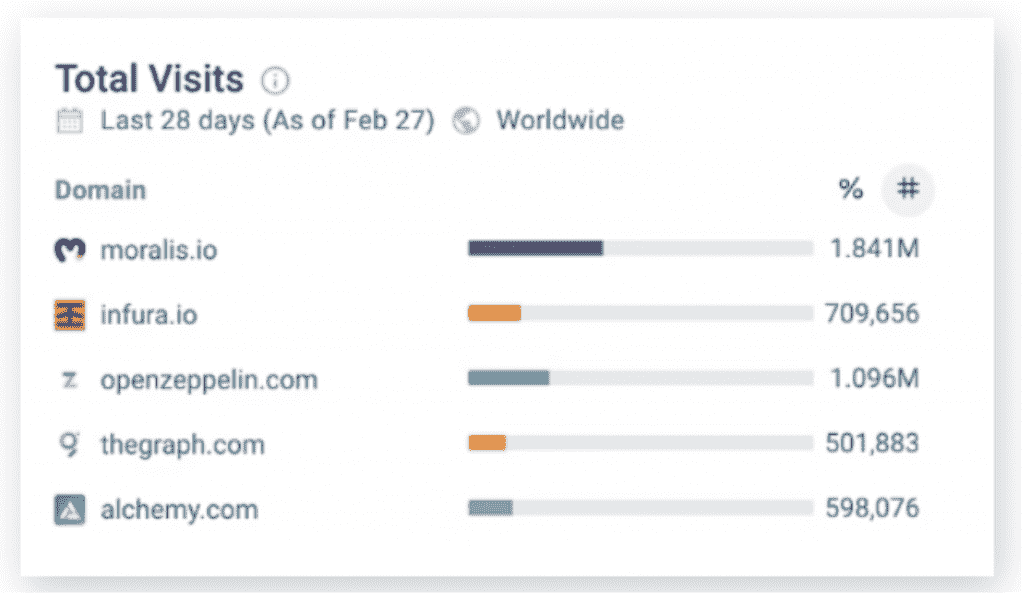 Total Visits
Last 28 days (As of Feb 27) Worldwide
Domain % #
moralis.io 1.841M
infura.io 709,656
openzeppelin.com 1.096M
thegraph.com 501,883
alchemy.com 598,076